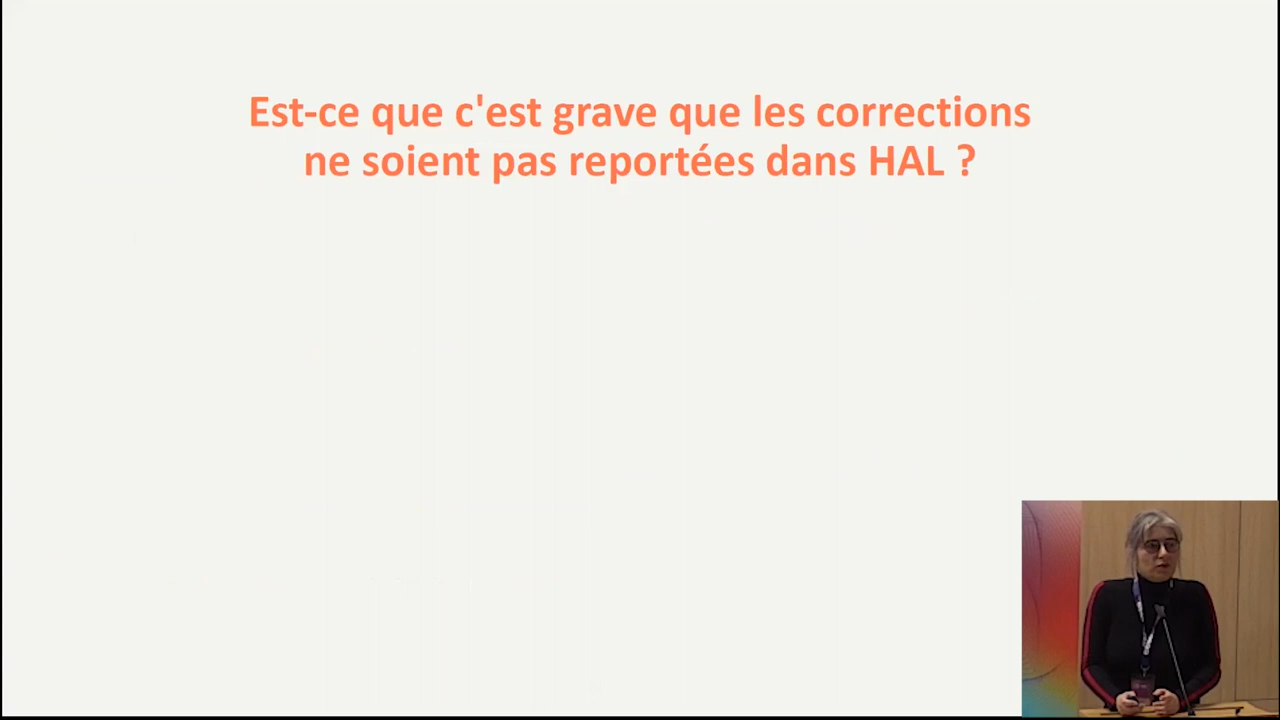 Est-ce que c'est grave que les corrections
ne soient pas reportées dans HAL ?